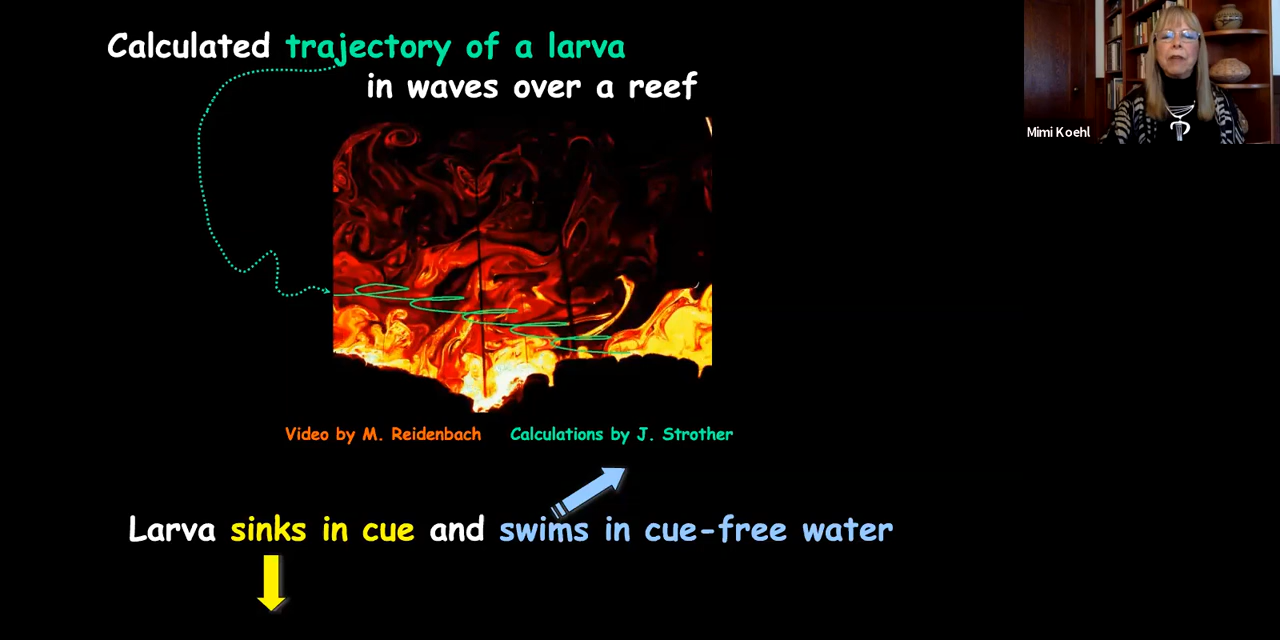 Calculated trajectory of a larva
in waves over a reef
Mimi Koehl
Video by M. Reidenbach
Calculations by J. Strother
Larva sinks in cue and swims in cue-free water